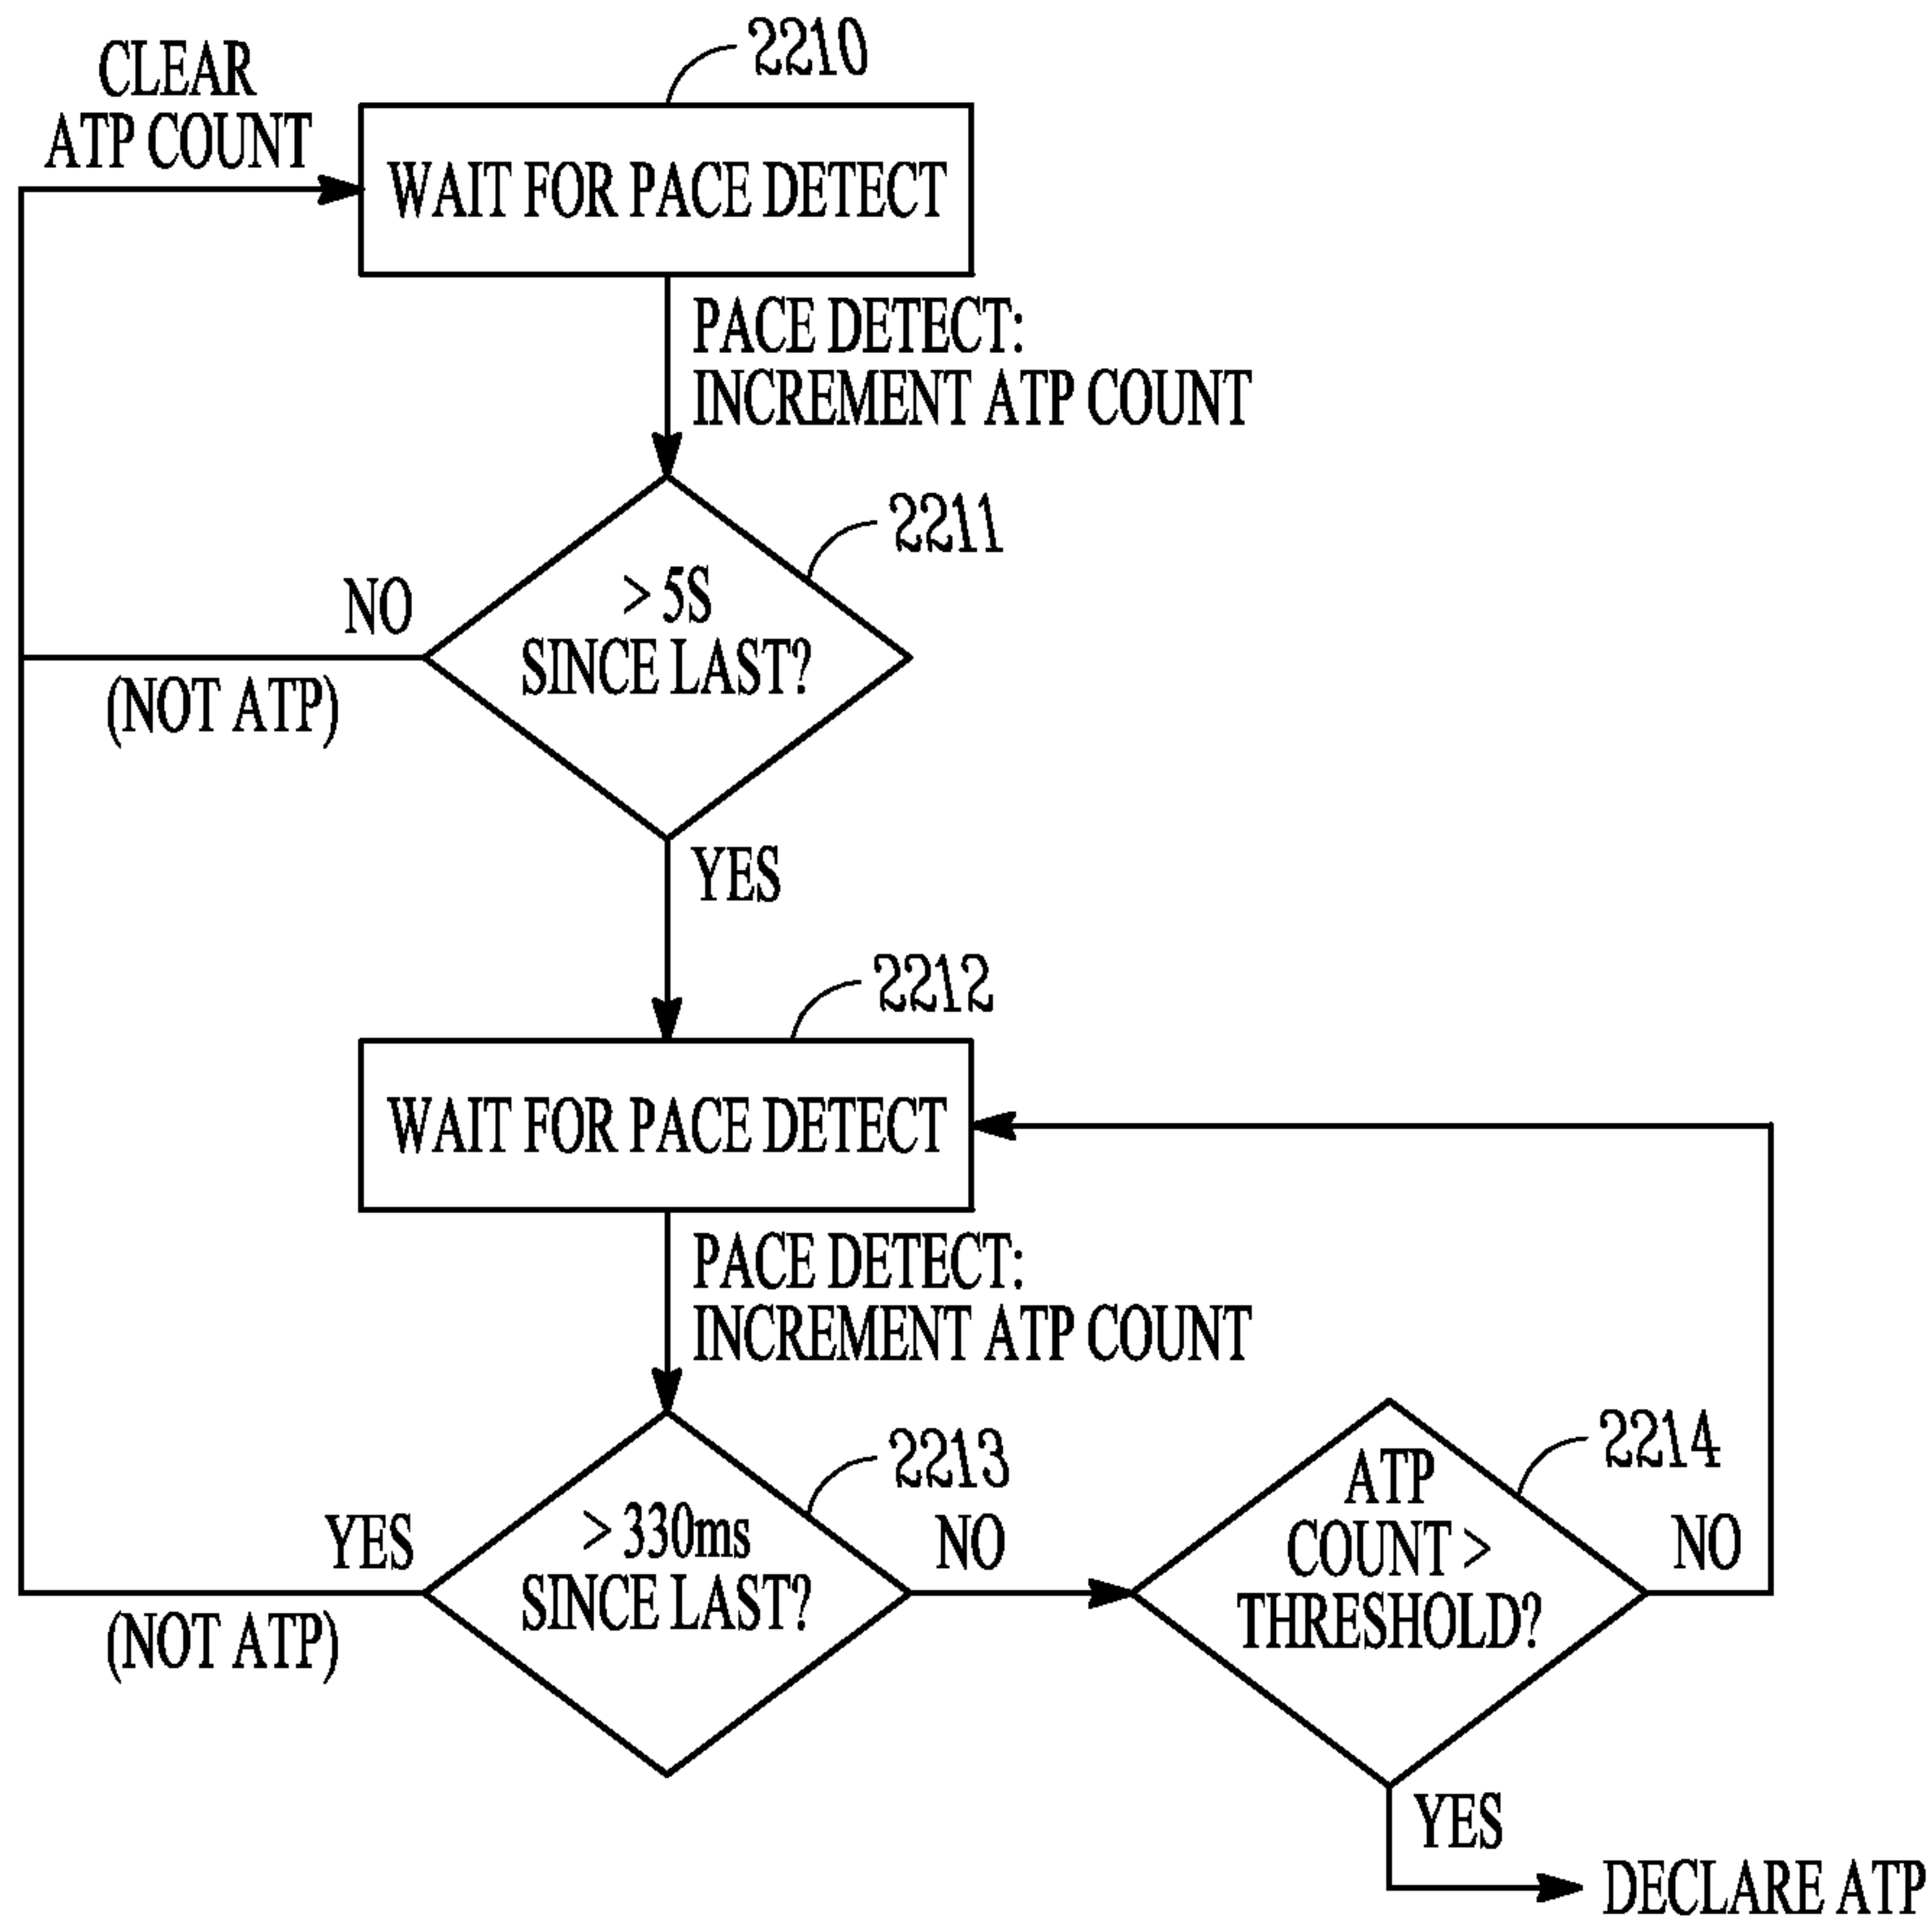 2210
CLEAR
ATP COUNT
WAIT FOR PACE DETECT
PACE DETECT:
INCREMENT ATP COUNT
2211
> 5S
SINCE LAST?
NO
(NOT ATP)
YES
2212
WAIT FOR PACE DETECT
PACE DETECT:
INCREMENT ATP COUNT
2213
> 330ms
SINCE LAST?
YES
(NOT ATP)
NO
2214
ATP
COUNT >
THRESHOLD?
NO
YES
DECLARE ATP